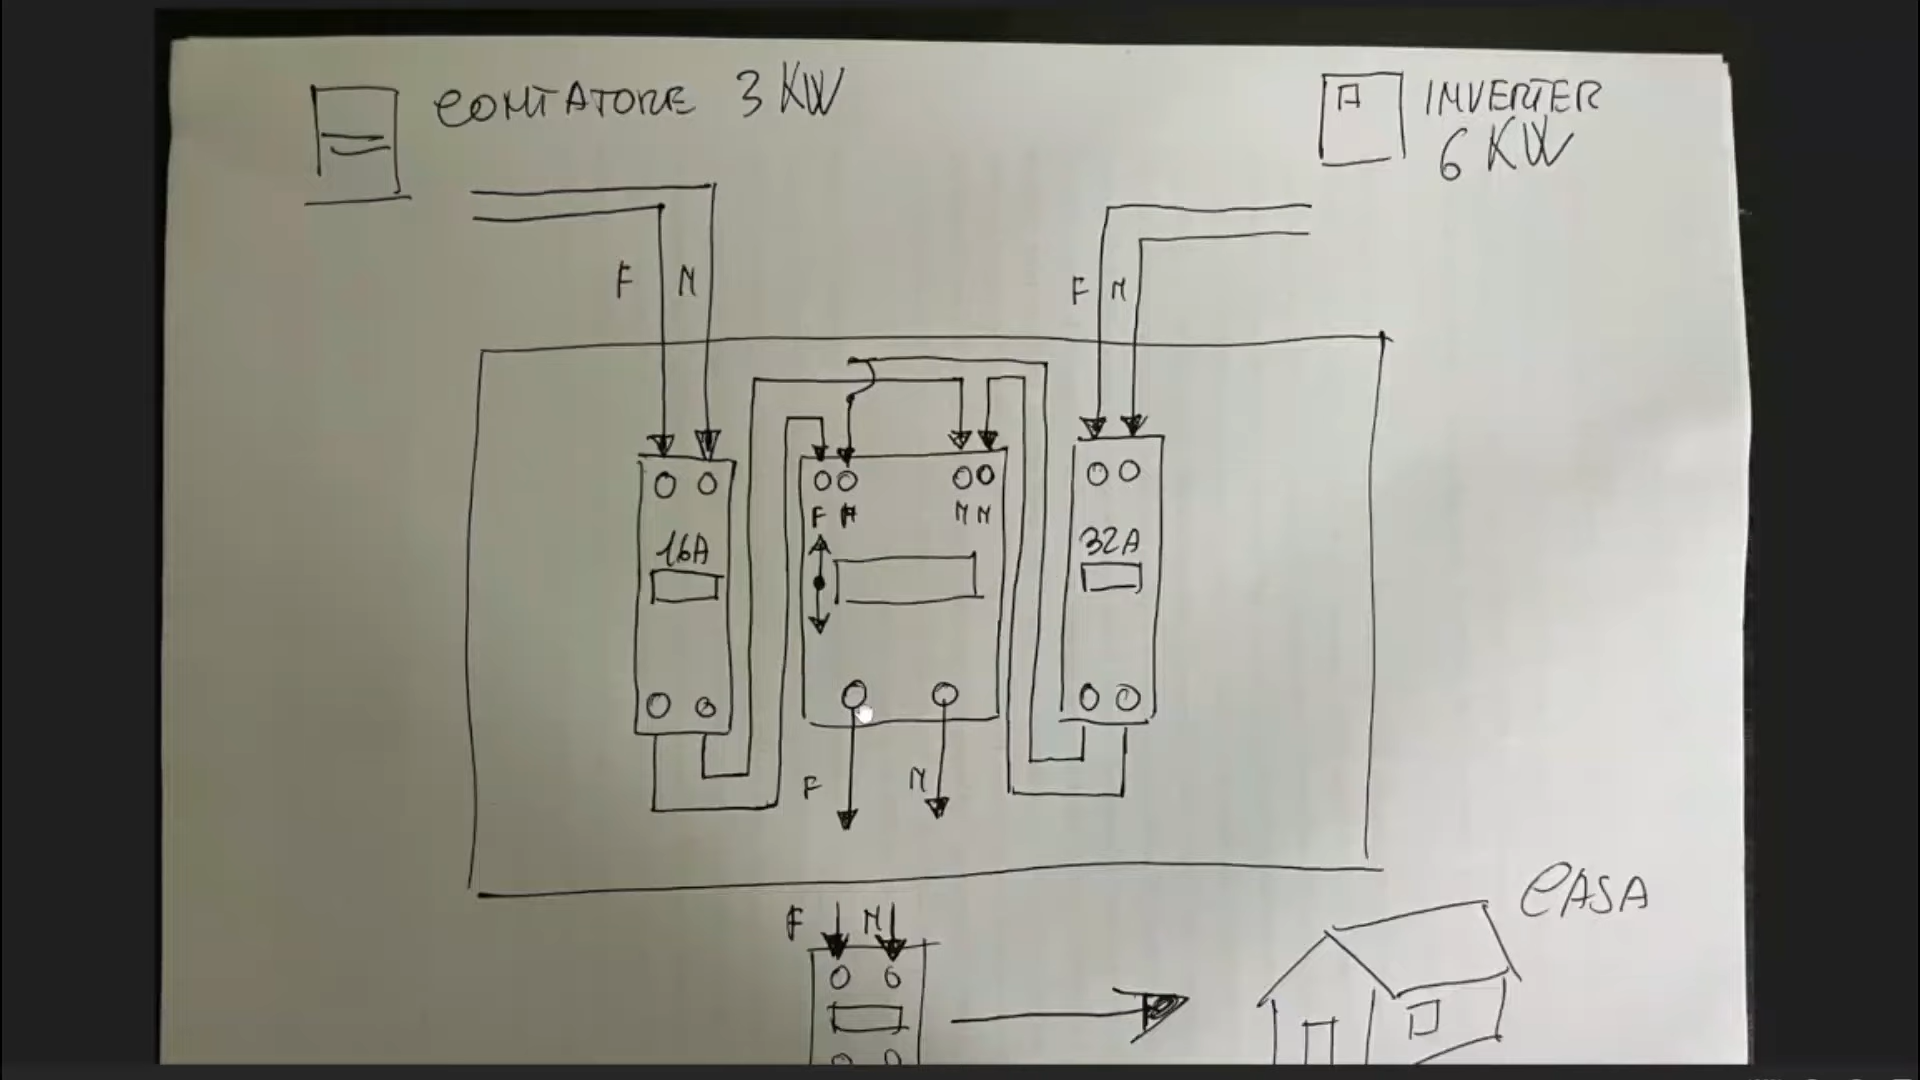 CONTATORE 3 KW
INVERTER
6 KW
F N
F N
F
N N
16A
32A
F
N
F N
CASA